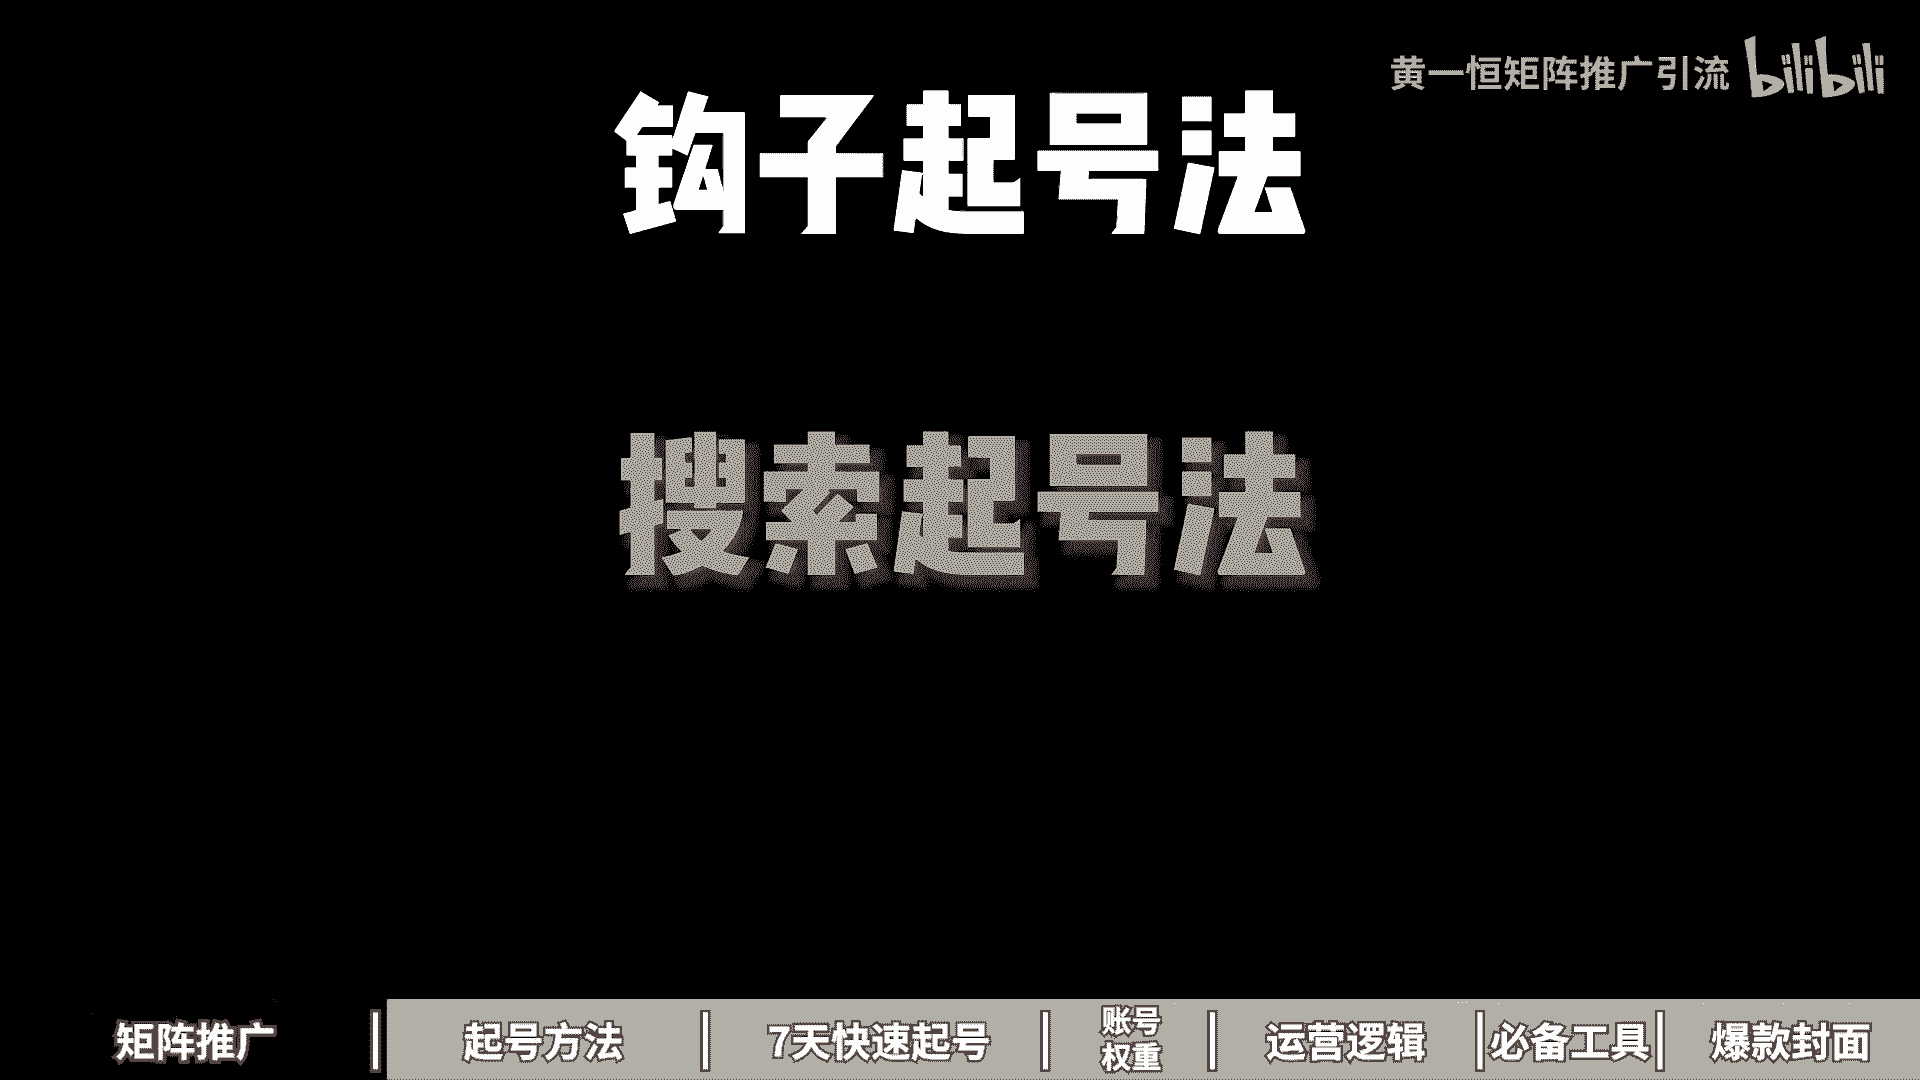 黄一恒矩阵推广引流 bilibili
钩子起号法
搜索起号法
矩阵推广
起号方法
7天快速起号
账号
权重
运营逻辑
必备工具
爆款封面